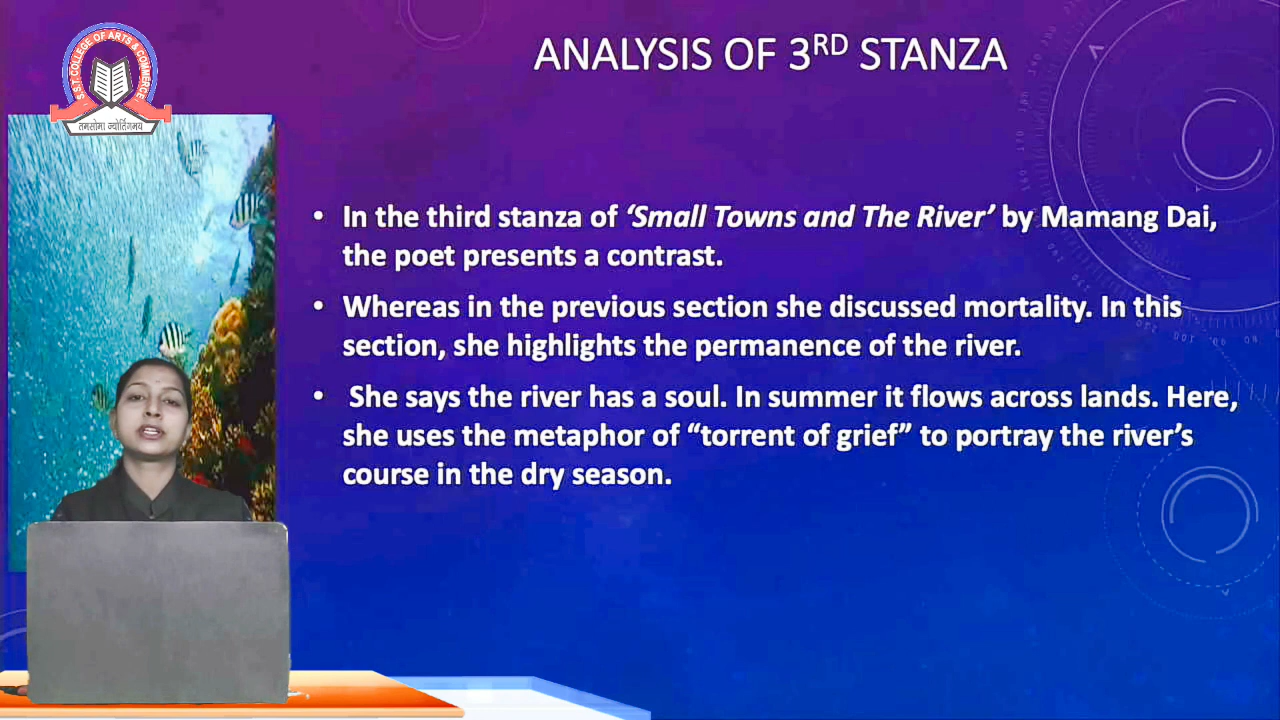 S.S.T. COLLEGE OF ARTS & COMMERCE
तमसोमा ज्योर्तिगमय
ANALYSIS OF 3RD STANZA
• In the third stanza of ‘Small Towns and The River’ by Mamang Dai,
the poet presents a contrast.
• Whereas in the previous section she discussed mortality. In this
section, she highlights the permanence of the river.
• She says the river has a soul. In summer it flows across lands. Here,
she uses the metaphor of “torrent of grief” to portray the river’s
course in the dry season.